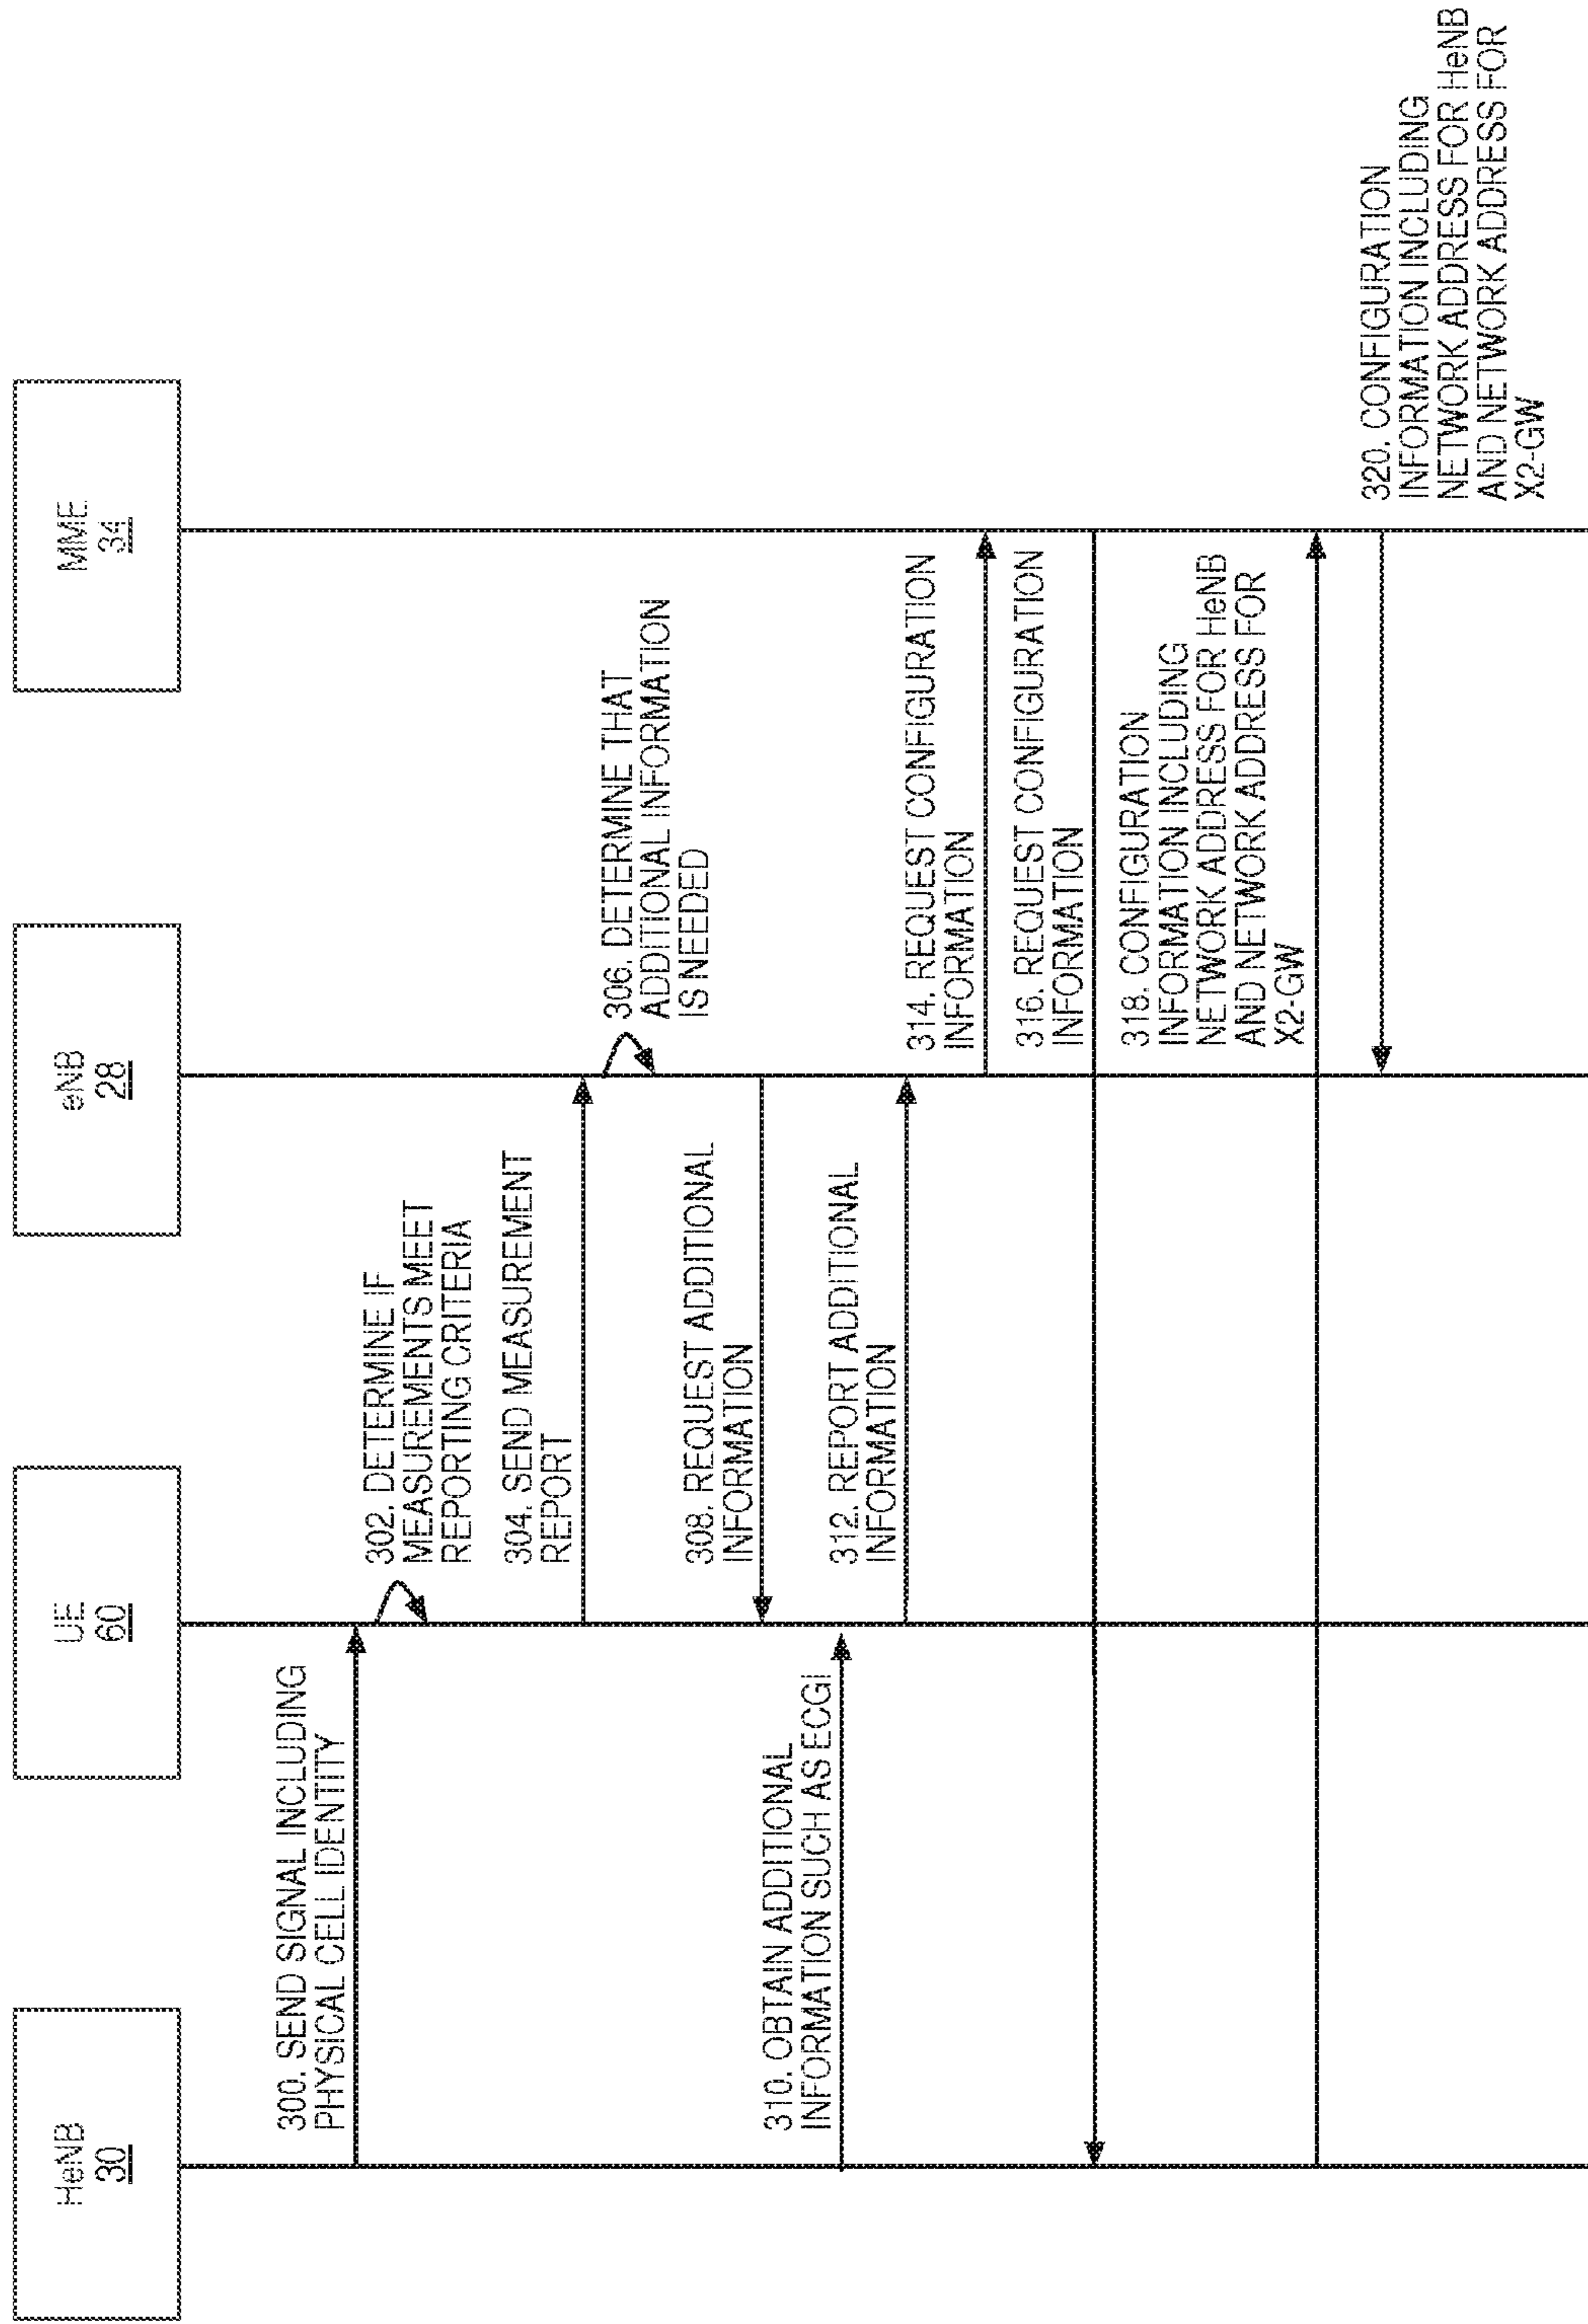 HeNB
30
UE
60
eNB
28
MME
34
300. SEND SIGNAL INCLUDING
PHYSICAL CELL IDENTITY
302. DETERMINE IF
MEASUREMENTS MEET
REPORTING CRITERIA
304. SEND MEASUREMENT
REPORT
306. DETERMINE THAT
ADDITIONAL INFORMATION
IS NEEDED
308. REQUEST ADDITIONAL
INFORMATION
310. OBTAIN ADDITIONAL
INFORMATION SUCH AS ECGI
312. REPORT ADDITIONAL
INFORMATION
314. REQUEST CONFIGURATION
INFORMATION
316. REQUEST CONFIGURATION
INFORMATION
318. CONFIGURATION
INFORMATION INCLUDING
NETWORK ADDRESS FOR HeNB
AND NETWORK ADDRESS FOR
X2-GW
320. CONFIGURATION
INFORMATION INCLUDING
NETWORK ADDRESS FOR HeNB
AND NETWORK ADDRESS FOR
X2-GW